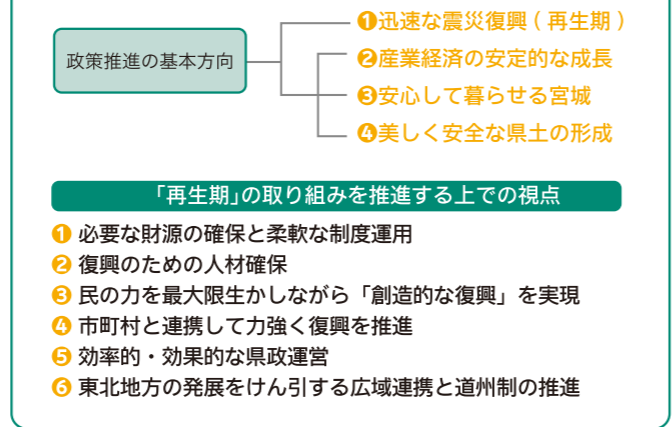 政策推進の基本方向
❶迅速な震災復興 ( 再生期 )
❷産業経済の安定的な成長
❸安心して暮らせる宮城
❹美しく安全な県土の形成
「再生期」の取り組みを推進する上での視点
❶ 必要な財源の確保と柔軟な制度運用
❷ 復興のための人材確保
❸ 民の力を最大限生かしながら「創造的な復興」を実現
❹ 市町村と連携して力強く復興を推進
❺ 効率的・効果的な県政運営
❻ 東北地方の発展をけん引する広域連携と道州制の推進